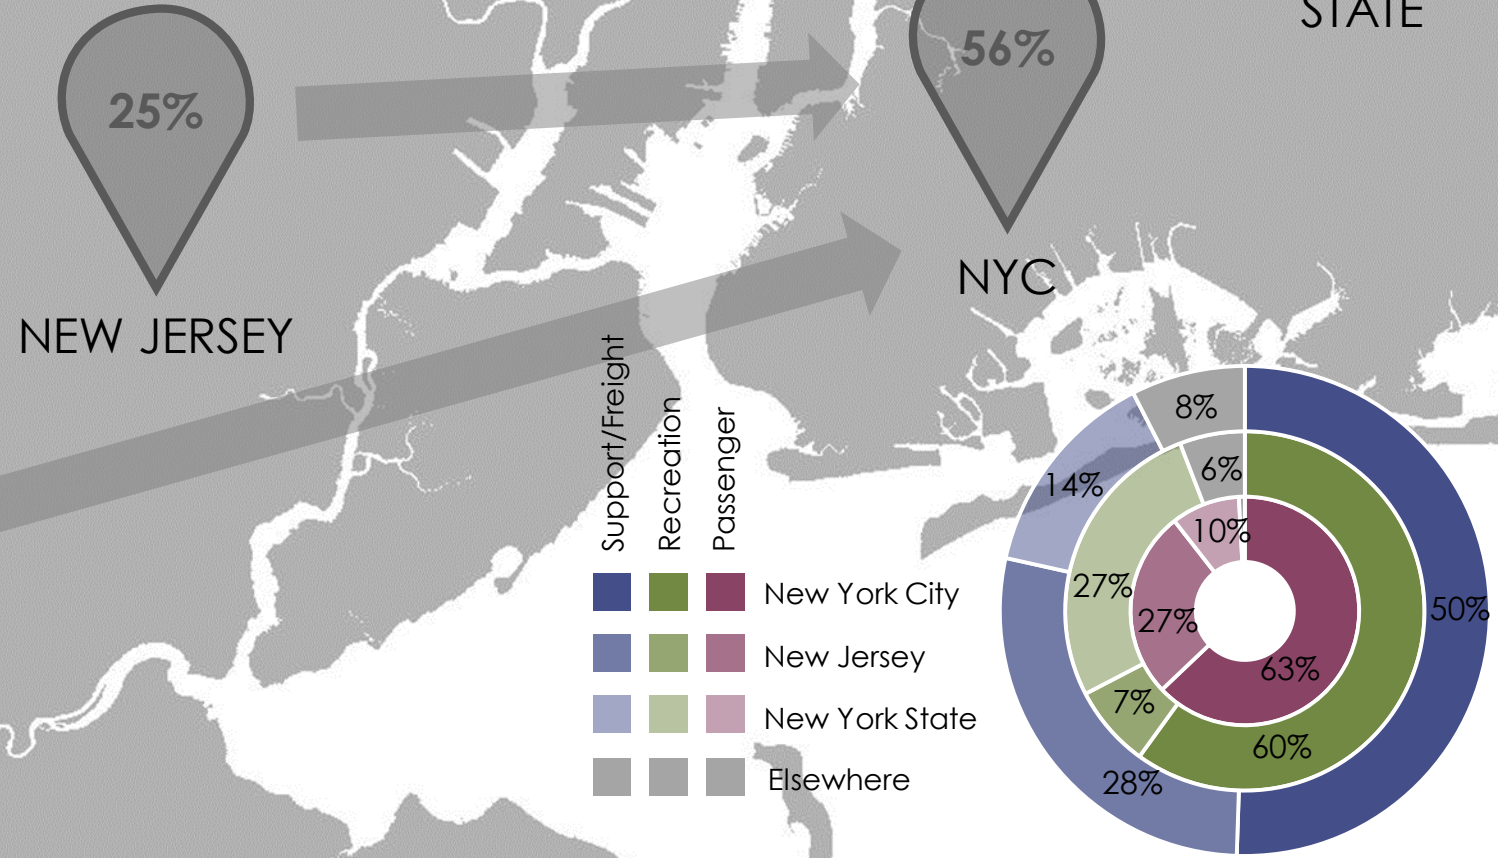 STATE
56%
25%
NYC
NEW JERSEY
Support/Freight
Recreation
Passenger
New York City
New Jersey
New York State
Elsewhere
8%
6%
14%
10%
27%
27%
50%
63%
7%
60%
28%